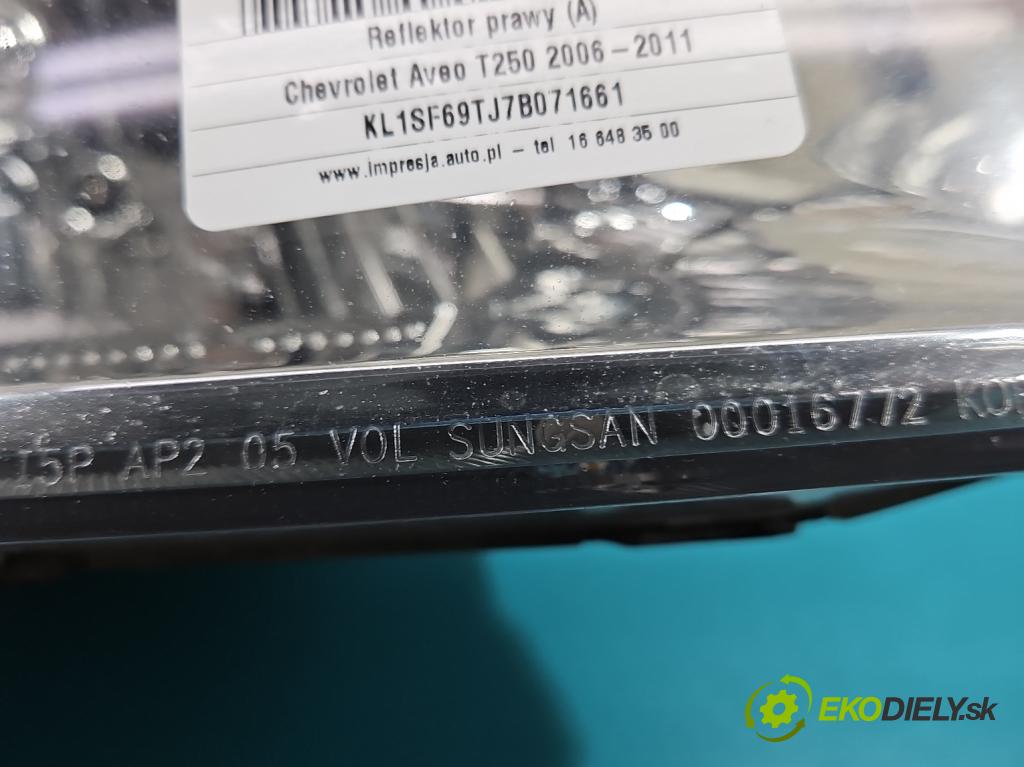 Reflektor prawy (A)
Chevrolet Aveo T250 2006-2011
KL1SF69TJ7B071661
www.impresja.auto.pl - tel 16 648 35 00
I5P AP2 05 VOL SUNGSAN 00016772
EKODIELY.sk